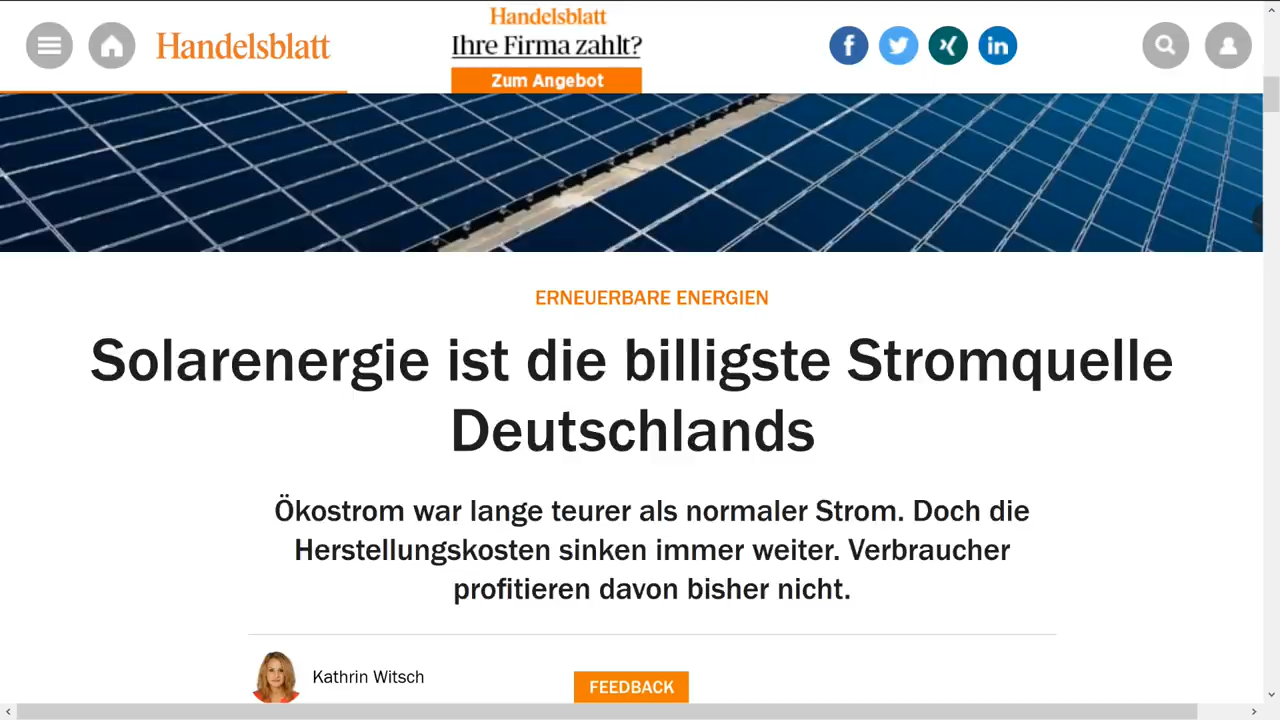 Handelsblatt
Handelsblatt
Ihre Firma zahlt?
Zum Angebot
ERNEUERBARE ENERGIEN
Solarenergie ist die billigste Stromquelle
Deutschlands
Ökostrom war lange teurer als normaler Strom. Doch die
Herstellungskosten sinken immer weiter. Verbraucher
profitieren davon bisher nicht.
Kathrin Witsch
FEEDBACK